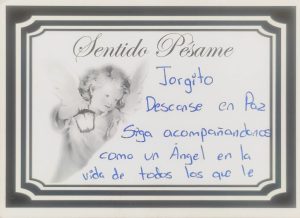 Sentido Pésame
Jorgito
Descanse en Paz
Siga acompañandonos
como un Ángel en la
vida de todos los que le